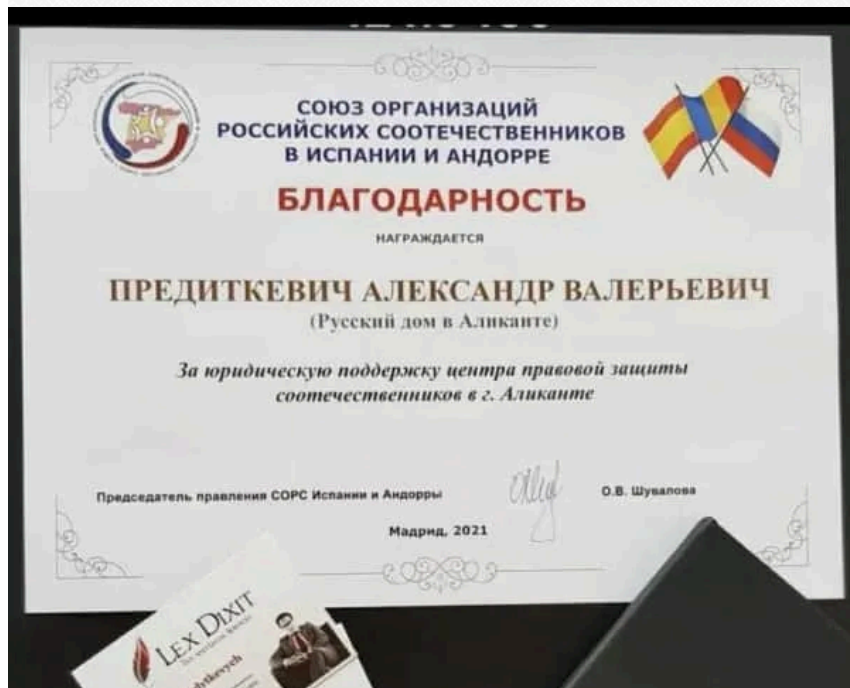 СОЮЗ ОРГАНИЗАЦИЙ
РОССИЙСКИХ СООТЕЧЕСТВЕННИКОВ
В ИСПАНИИ И АНДОРРЕ
БЛАГОДАРНОСТЬ
НАГРАЖДАЕТСЯ
ПРЕДИТКЕВИЧ АЛЕКСАНДР ВАЛЕРЬЕВИЧ
(Русский дом в Аликанте)
За юридическую поддержку центра правовой защиты
соотечественников в г. Аликанте
Председатель правления СОРС Испании и Андорры
О.В. Шувалова
Мадрид, 2021
LEX DIXIT